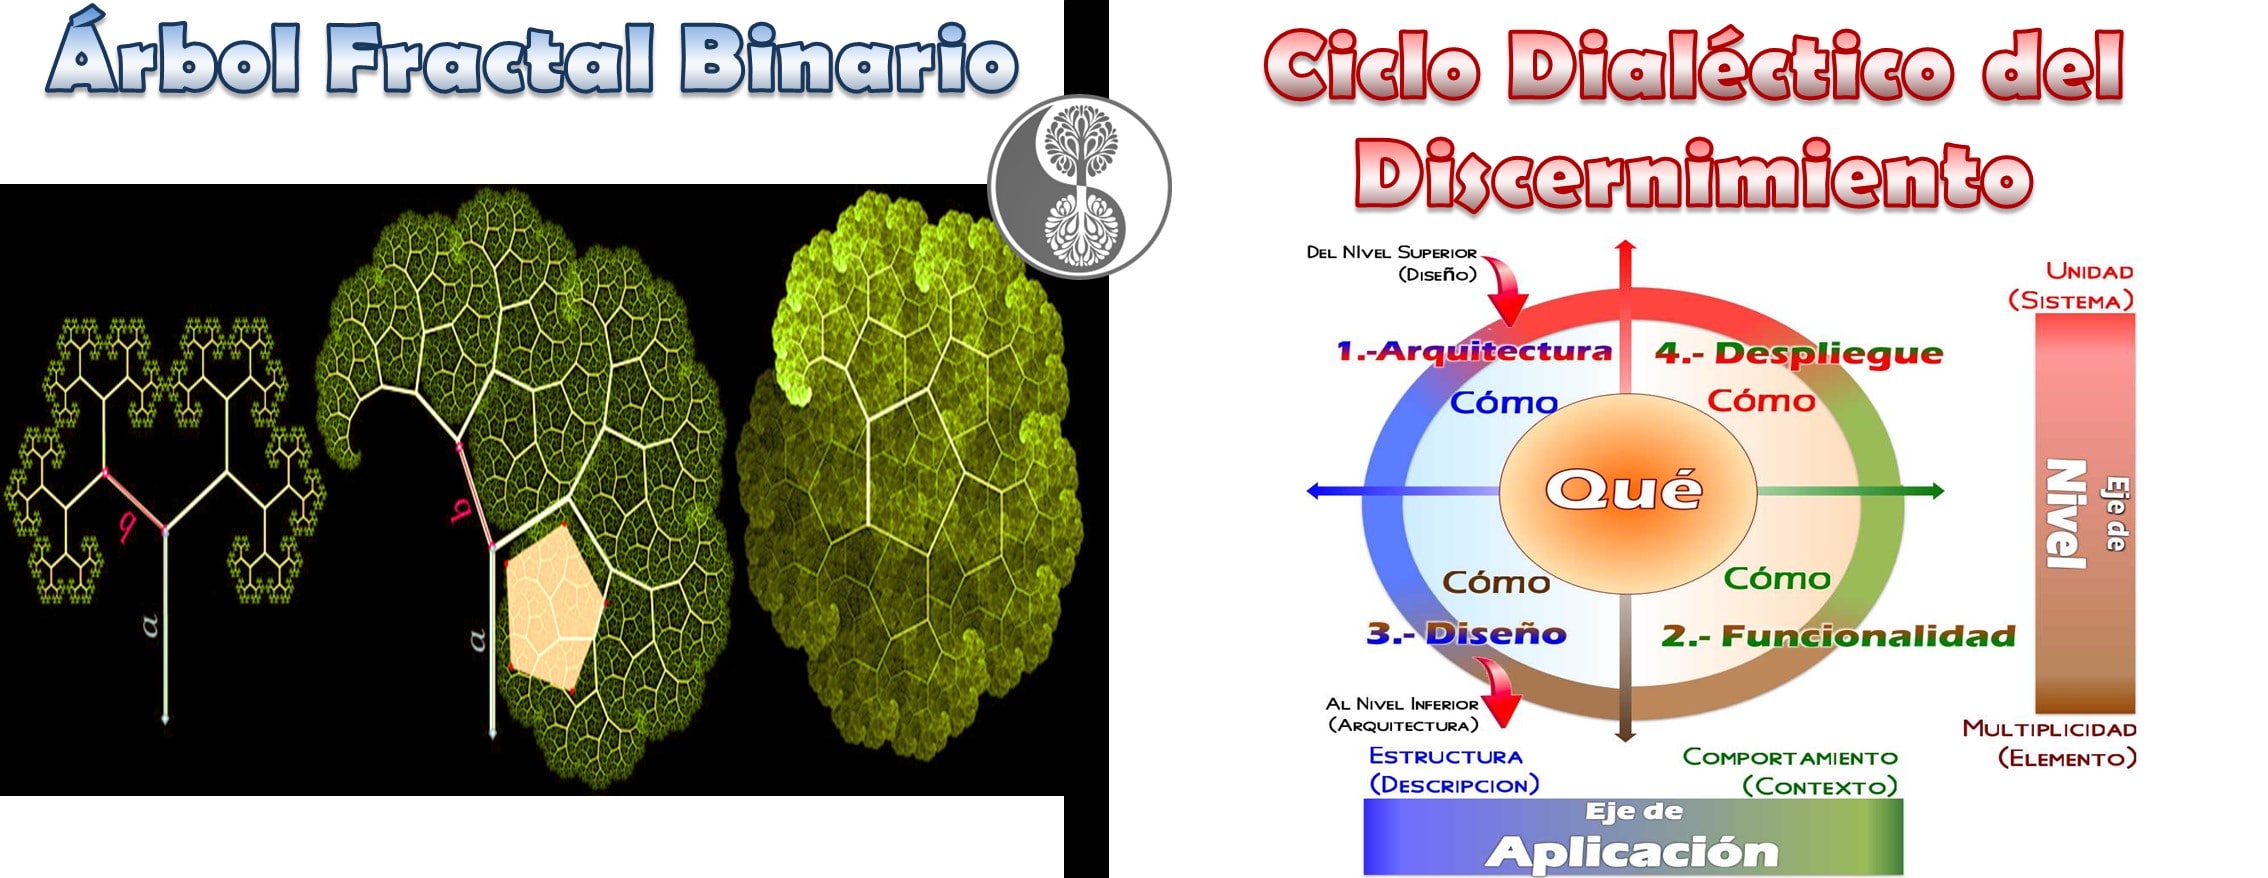 Árbol Fractal Binario
b
a
b
a
Ciclo Dialéctico del
Discernimiento
Del NIvel Superior
(Diseño)
1.-Arquitectura
4.- Despliegue
Cómo
Cómo
Qué
Cómo
Cómo
3.- Diseño
2.- Funcionalidad
Al Nivel Inferior
(Arquitectura)
Estructura
(Descripcion)
Comportamiento
(Contexto)
Eje de
Aplicación
Unidad
(Sistema)
Eje de
Nivel
Multiplicidad
(Elemento)